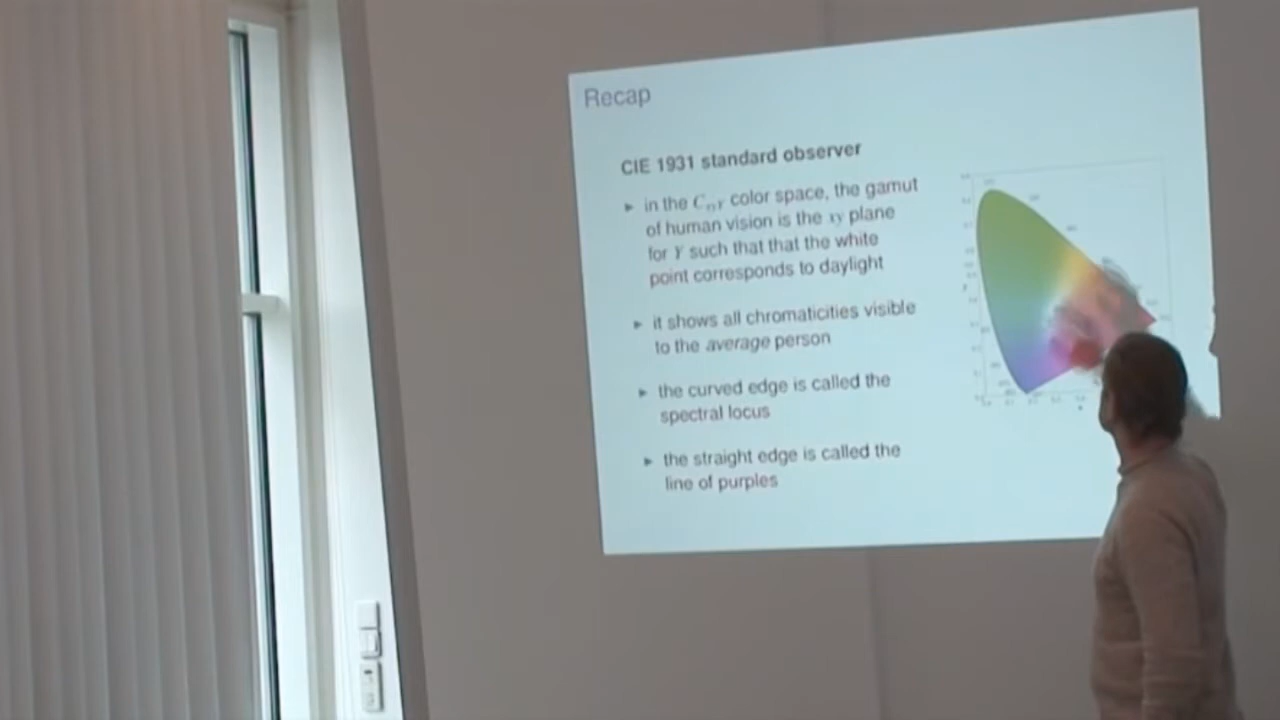 Recap
CIE 1931 standard observer
in the CxyY color space, the gamut
of human vision is the xy plane
for Y such that that the white
point corresponds to daylight
it shows all chromaticities visible
to the average person
the curved edge is called the
spectral locus
the straight edge is called the
line of purples